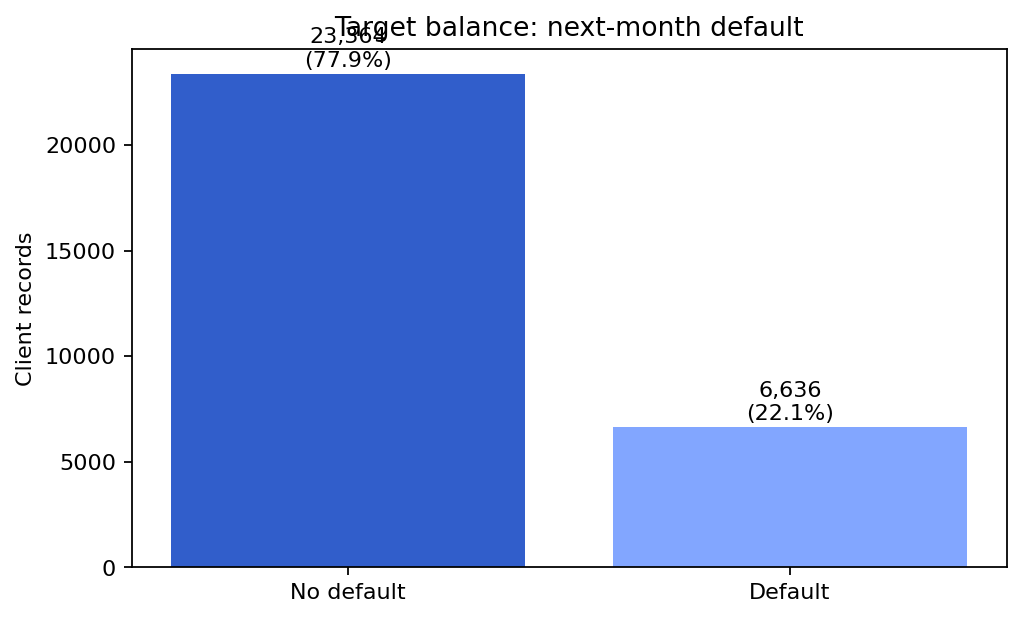 Target balance: next-month default
23,364
(77.9%)
6,636
(22.1%)
20000
15000
10000
5000
0
Client records
No default
Default